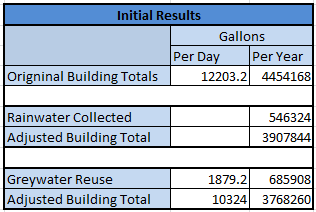 Initial Results
Gallons
Per Day Per Year
Origninal Building Totals 12203.2 4454168
Rainwater Collected 546324
Adjusted Building Total 3907844
Greywater Reuse 1879.2 685908
Adjusted Building Total 10324 3768260